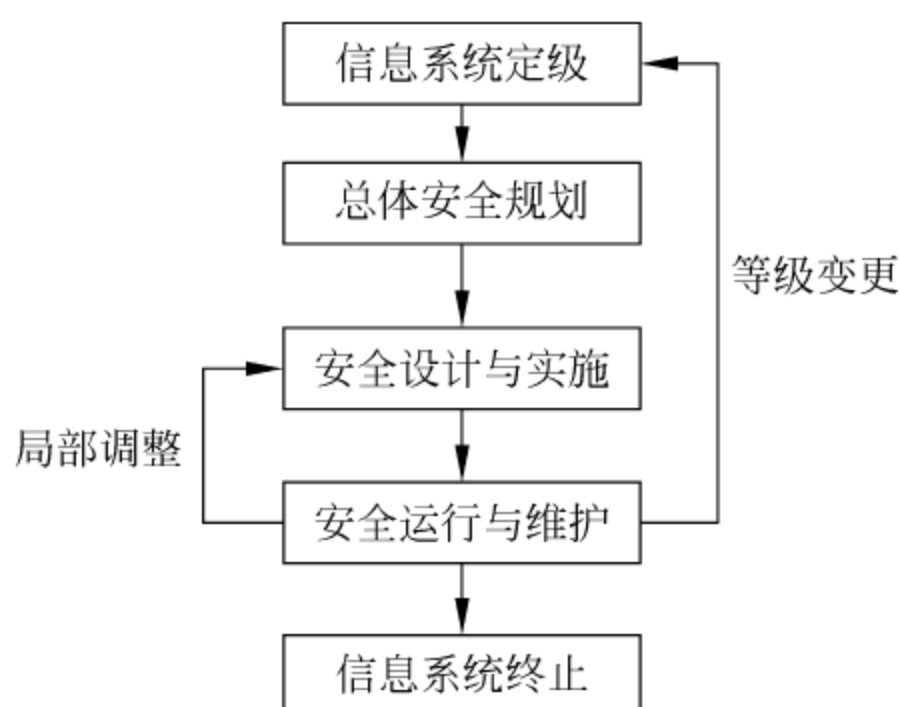 信息系统定级
总体安全规划
等级变更
安全设计与实施
局部调整
安全运行与维护
信息系统终止